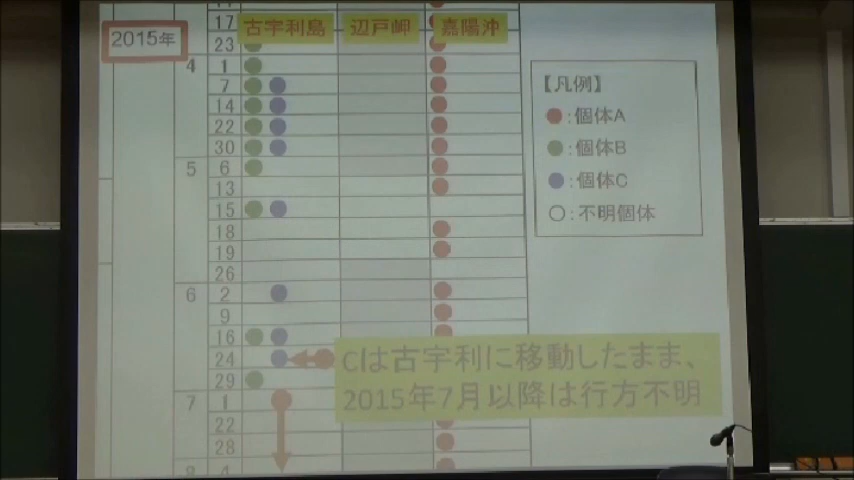 17
2015年
古宇利島 辺戸岬 嘉陽沖
23
4 1
7
14
22
30
5 6
13
15
18
19
26
6 2
9
16
24
29
7 1
22
28
8 4
【凡例】
●:個体A
●:個体B
●:個体C
○:不明個体
Cは古宇利に移動したまま、
2015年7月以降は行方不明